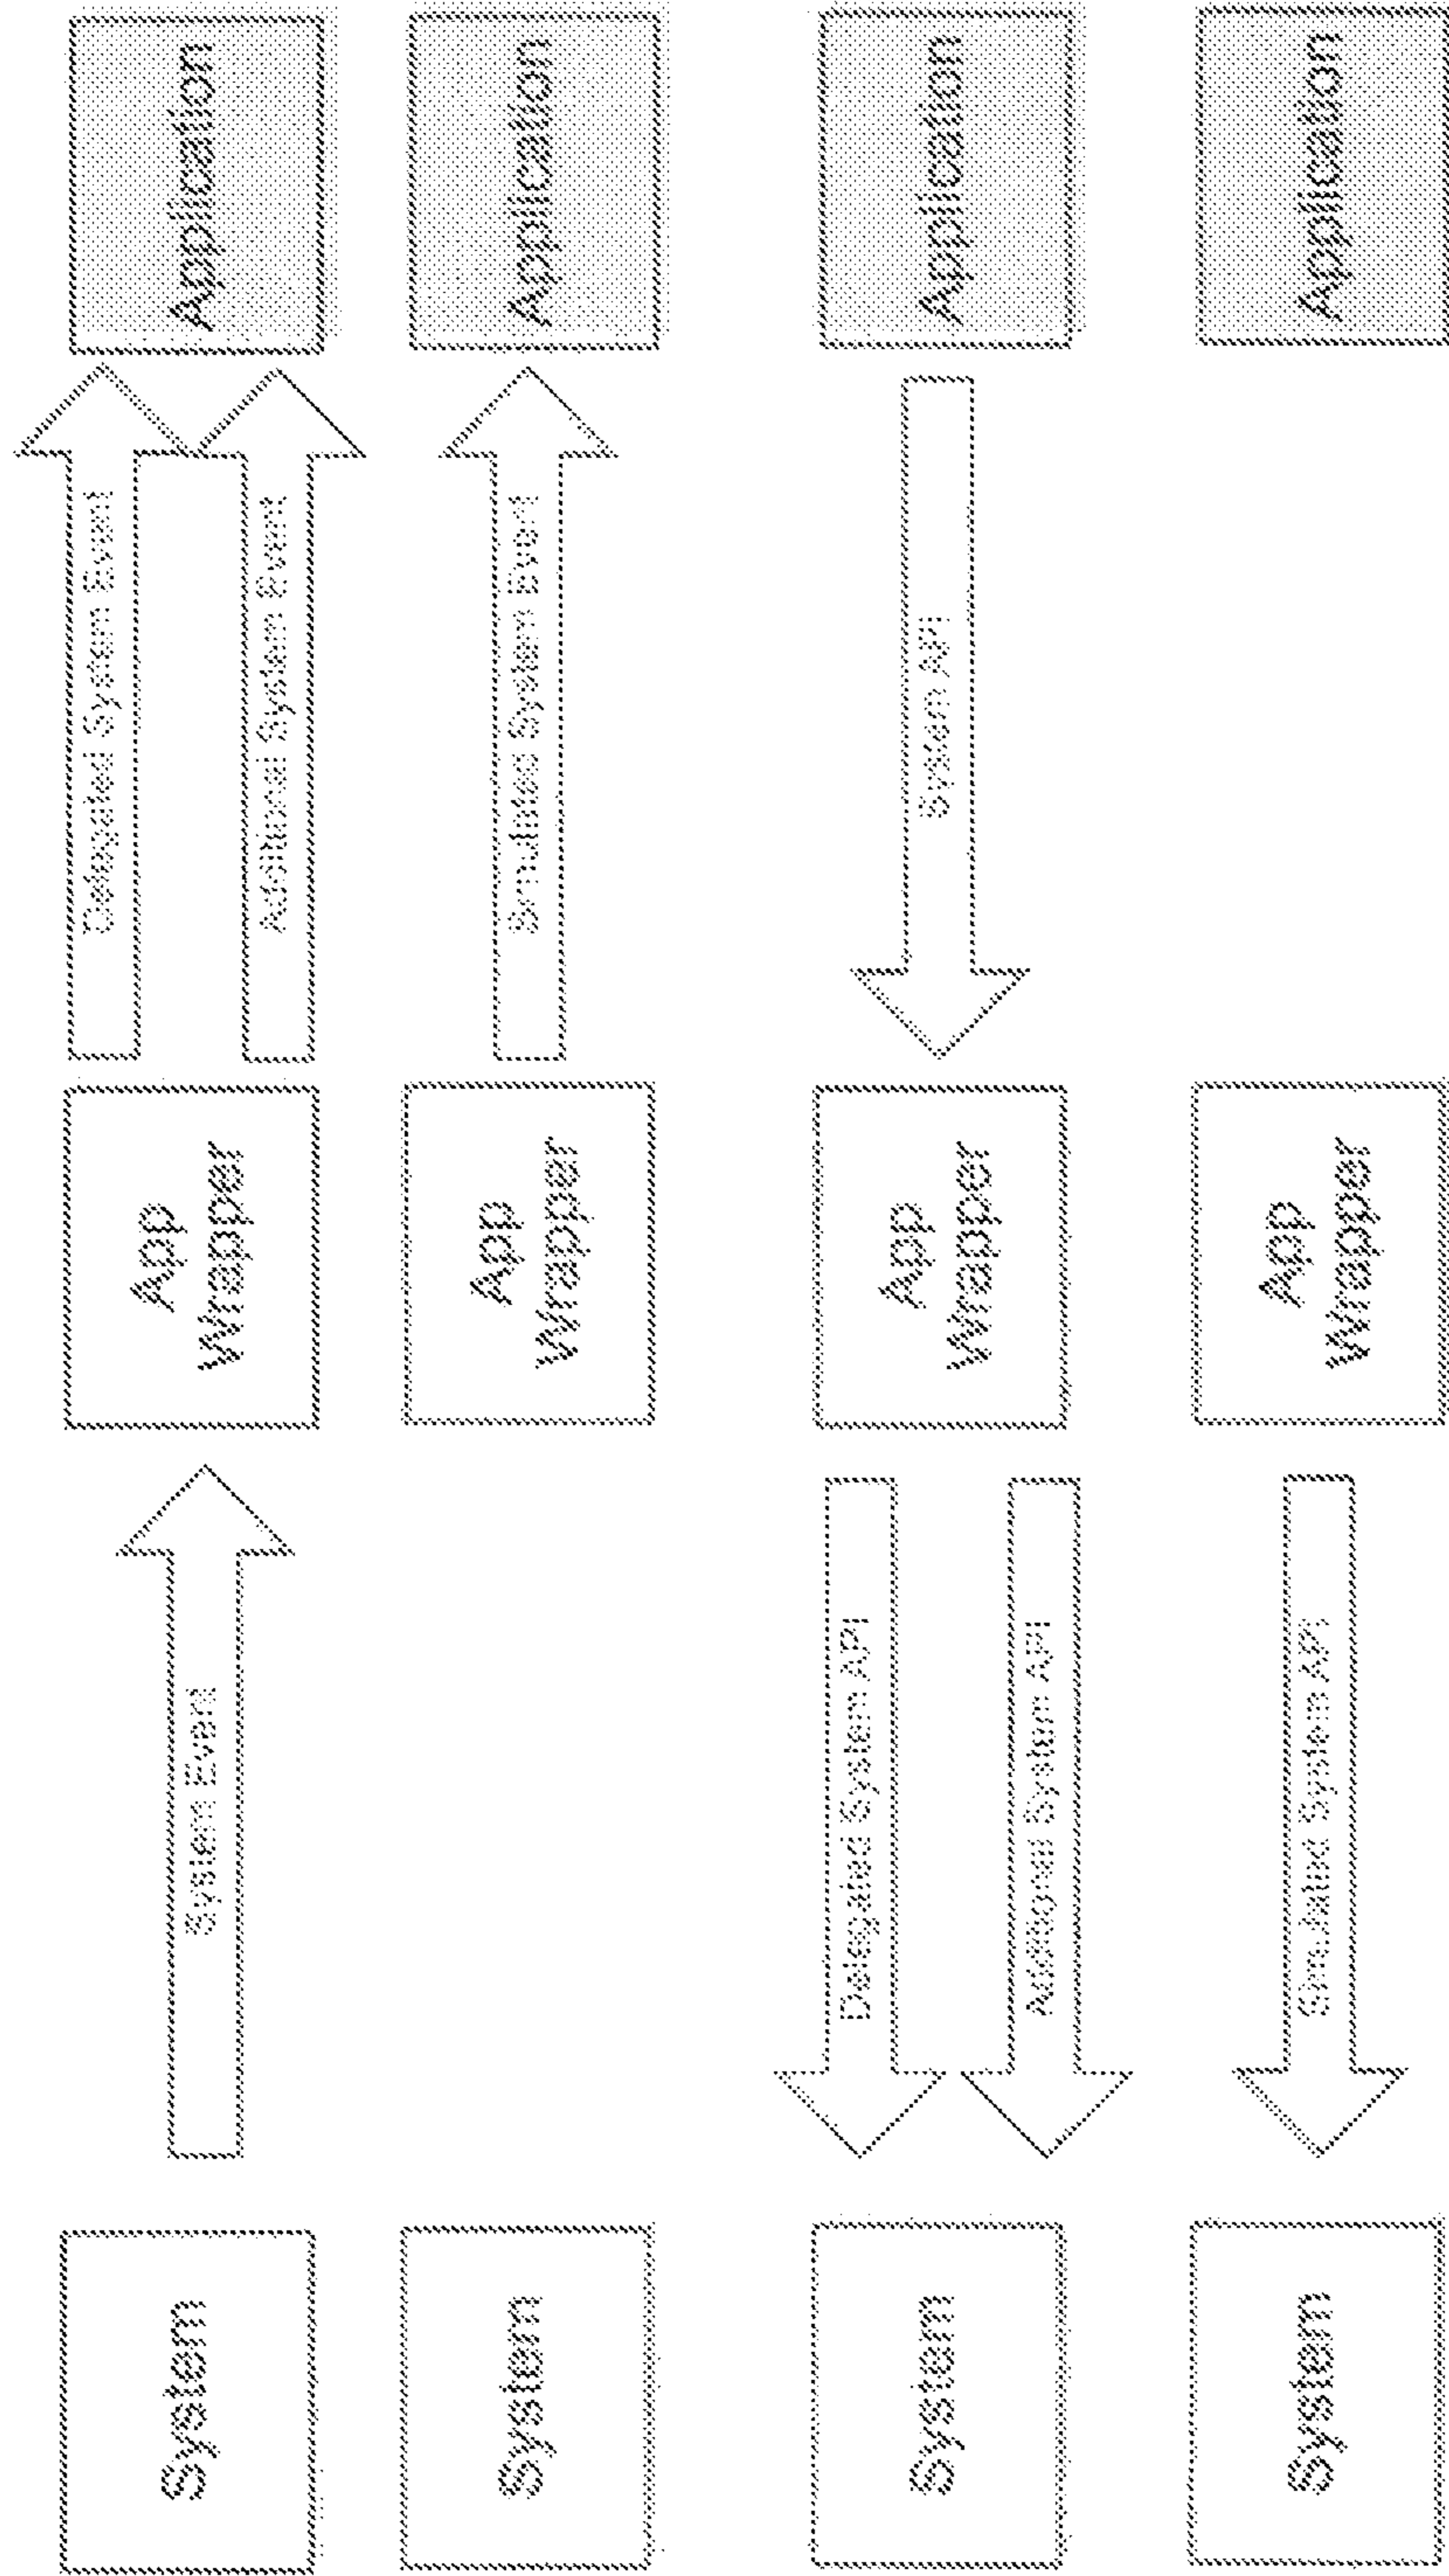 System
System Event
App
Wrapper
Delegated System Event
Additional System Event
Application
System
App
Wrapper
Simulated System Event
Application
System
Delegated System API
Additional System API
App
Wrapper
System API
Application
System
Simulated System API
App
Wrapper
Application